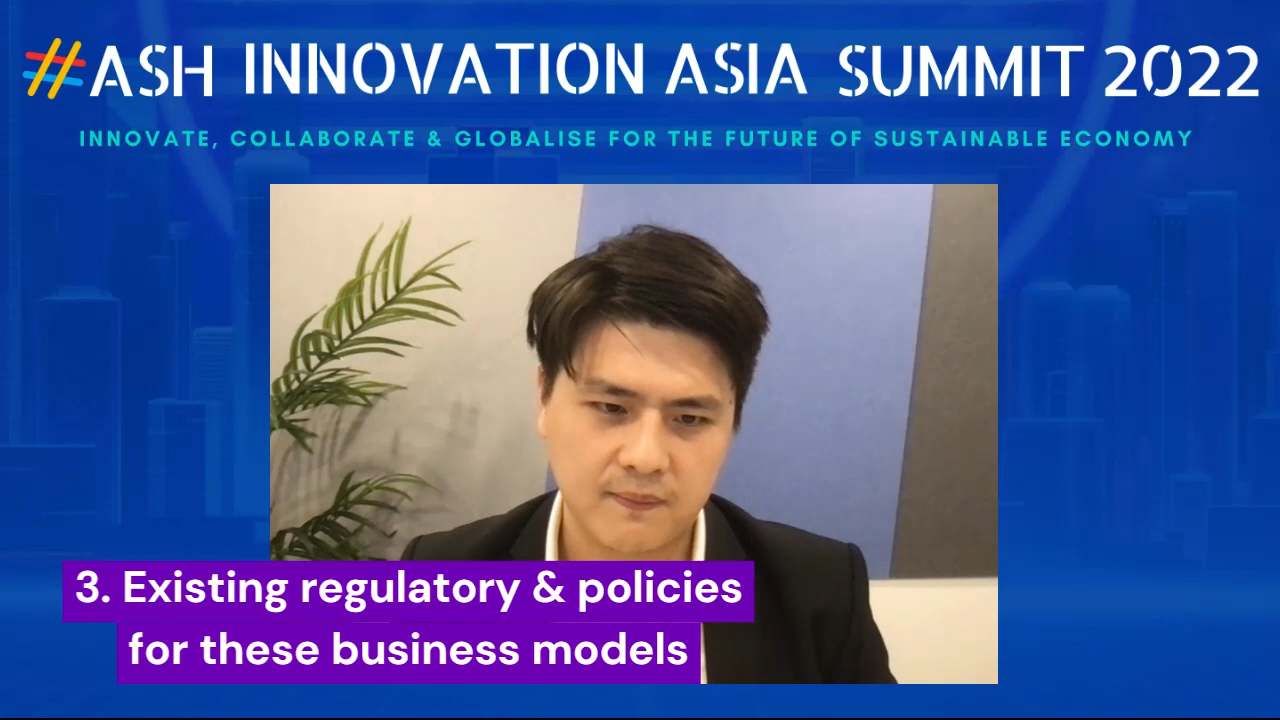 #ASH INNOVATION ASIA SUMMIT 2022
INNOVATE, COLLABORATE & GLOBALISE FOR THE FUTURE OF SUSTAINABLE ECONOMY
3. Existing regulatory & policies
for these business models